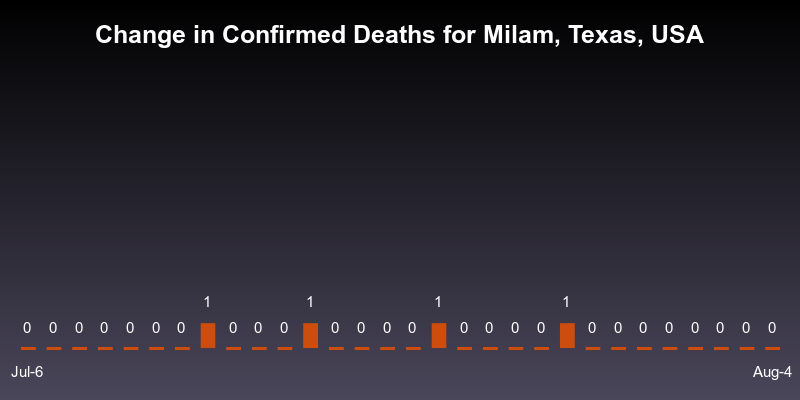 Change in Confirmed Deaths for Milam, Texas, USA
1 1 1 1
0 0 0 0 0 0 0 0 0 0 0 0 0 0 0 0 0 0 0 0 0 0 0 0 0 0
Jul-6 Aug-4